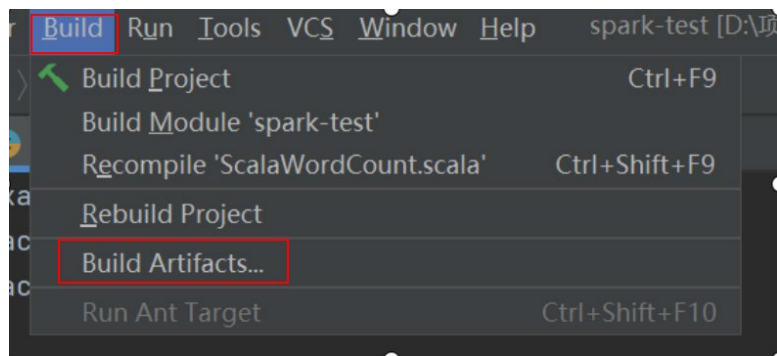 Build Run Tools VCS Window Help spark-test [D:\项
Build Project Ctrl+F9
Build Module 'spark-test'
Recompile 'ScalaWordCount.scala' Ctrl+Shift+F9
Rebuild Project
Build Artifacts...
Run Ant Target Ctrl+Shift+F10